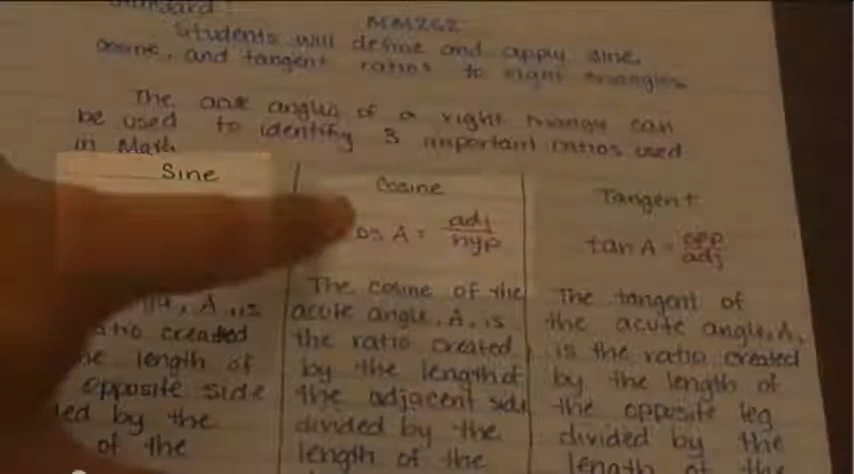 Standard:
MM2G2
Students will define and apply sine,
cosine, and tangent ratios to right triangles.
The acute angles of a right triangle can
be used to identify 3 important ratios used
in Math
Sine
A, is
created
length of
opposite side
by the
of the
Cosine
A = adj
hyp
The cosine of the
acute angle, A, is
the ratio created
by the length of
the adjacent side
divided by the
length of the
Tangent
tan A = opp
adj
The tangent of
the acute angle, A,
is the ratio created
by the length of
the opposite leg
divided by the
length of the